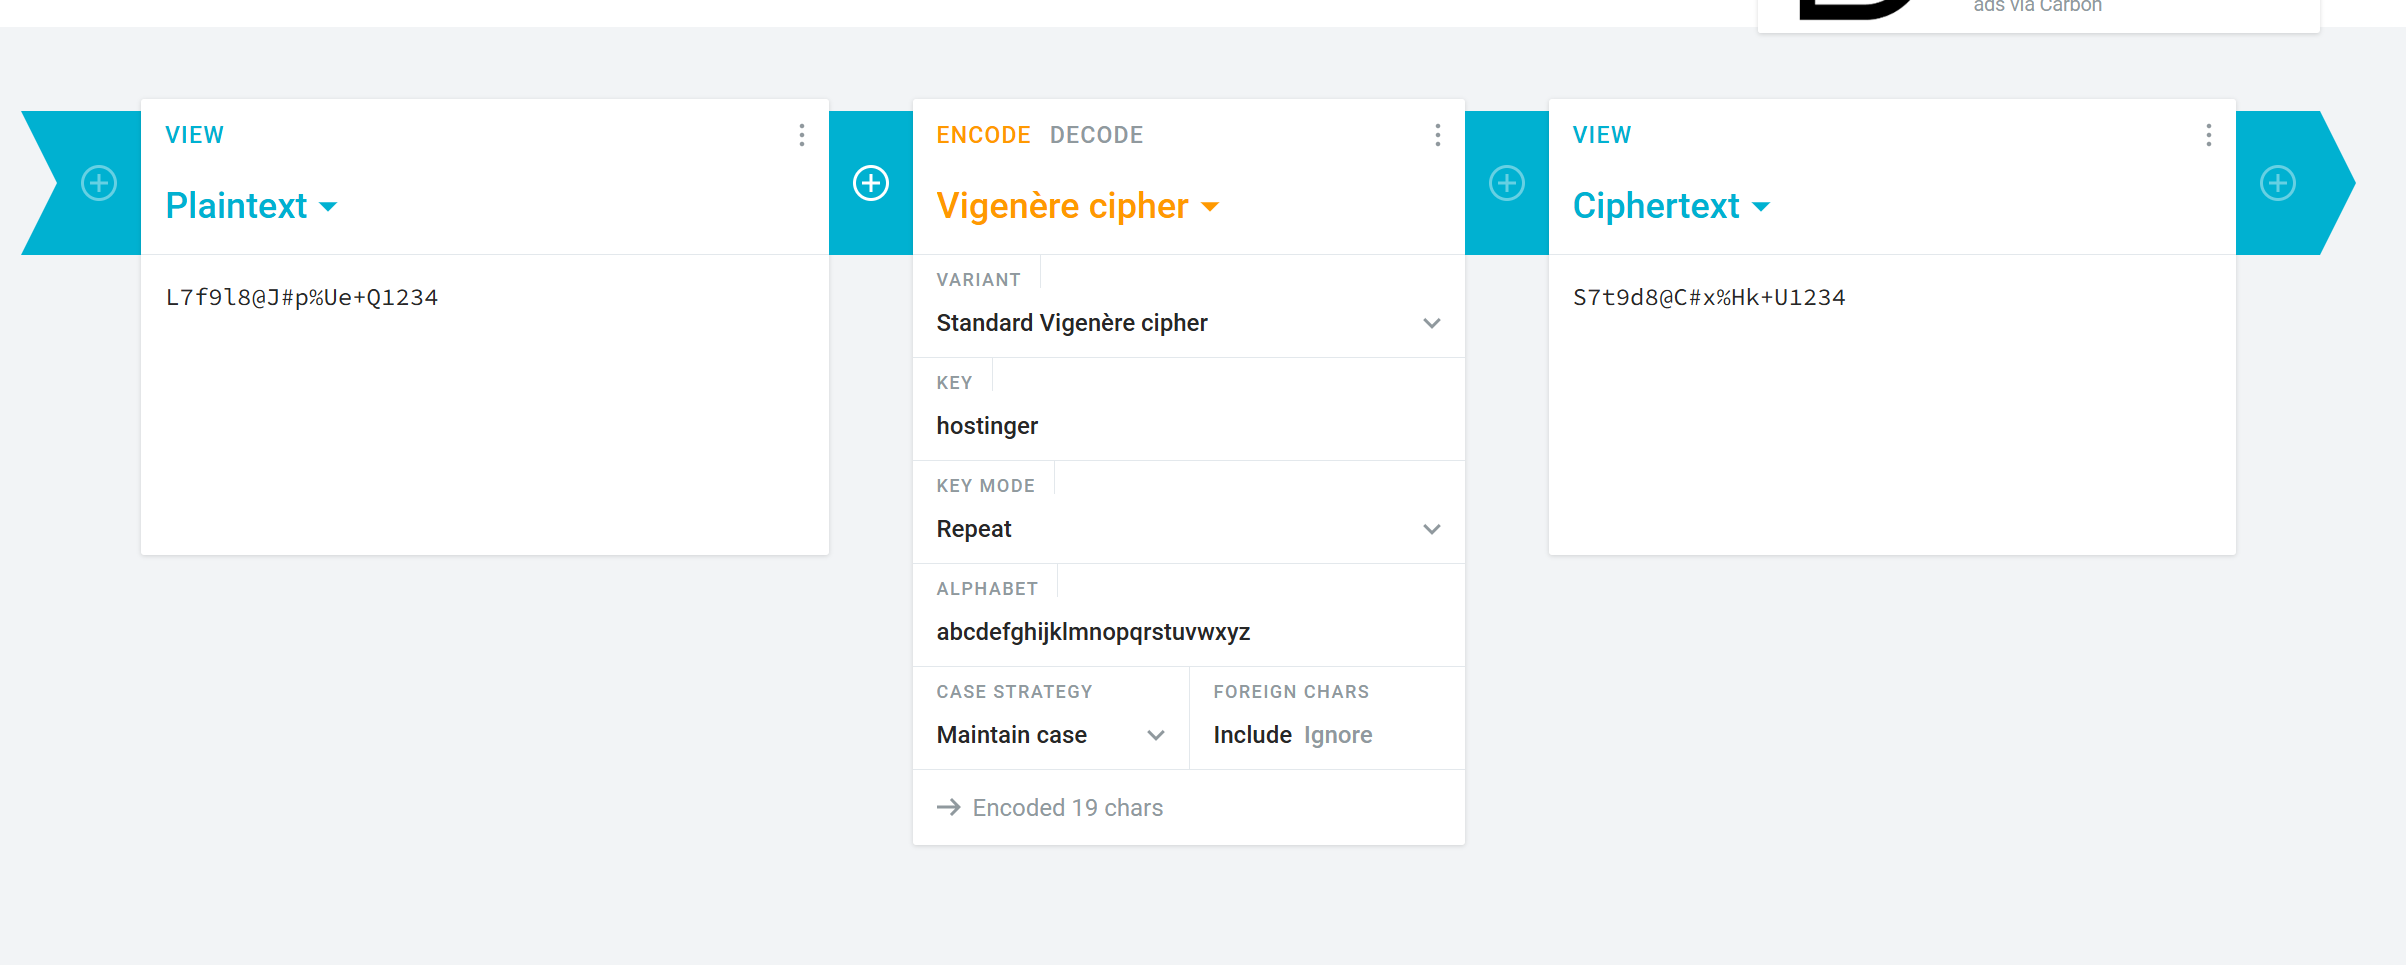 ads via Carbon
VIEW
Plaintext
L7f9l8@J#p%Ue+Q1234
ENCODE DECODE
Vigenère cipher
VARIANT
Standard Vigenère cipher
KEY
hostinger
KEY MODE
Repeat
ALPHABET
abcdefghijklmnopqrstuvwxyz
CASE STRATEGY
Maintain case
FOREIGN CHARS
Include Ignore
Encoded 19 chars
VIEW
Ciphertext
S7t9d8@C#x%Hk+U1234